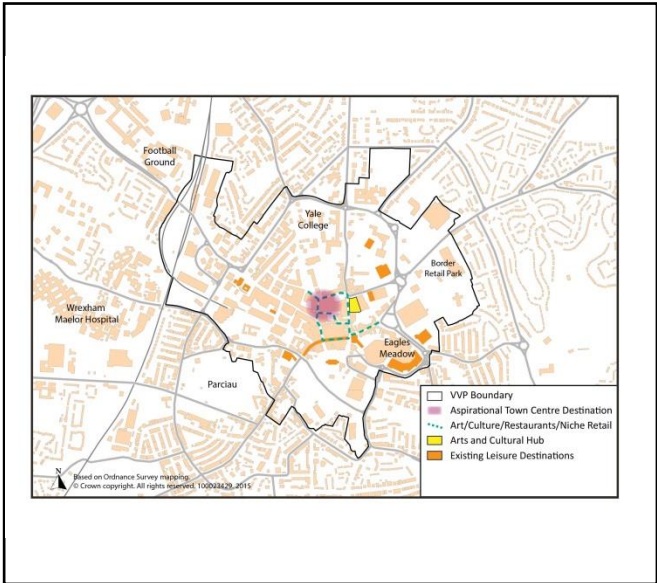 Football
Ground
Yale
College
Border
Retail Park
Wrexham
Maelor Hospital
Eagles
Meadow
Parciau
VVP Boundary
Aspirational Town Centre Destination
Art/Culture/Restaurants/Niche Retail
Arts and Cultural Hub
Existing Leisure Destinations
N
Based on Ordnance Survey mapping.
© Crown copyright. All rights reserved. 100023429, 2015